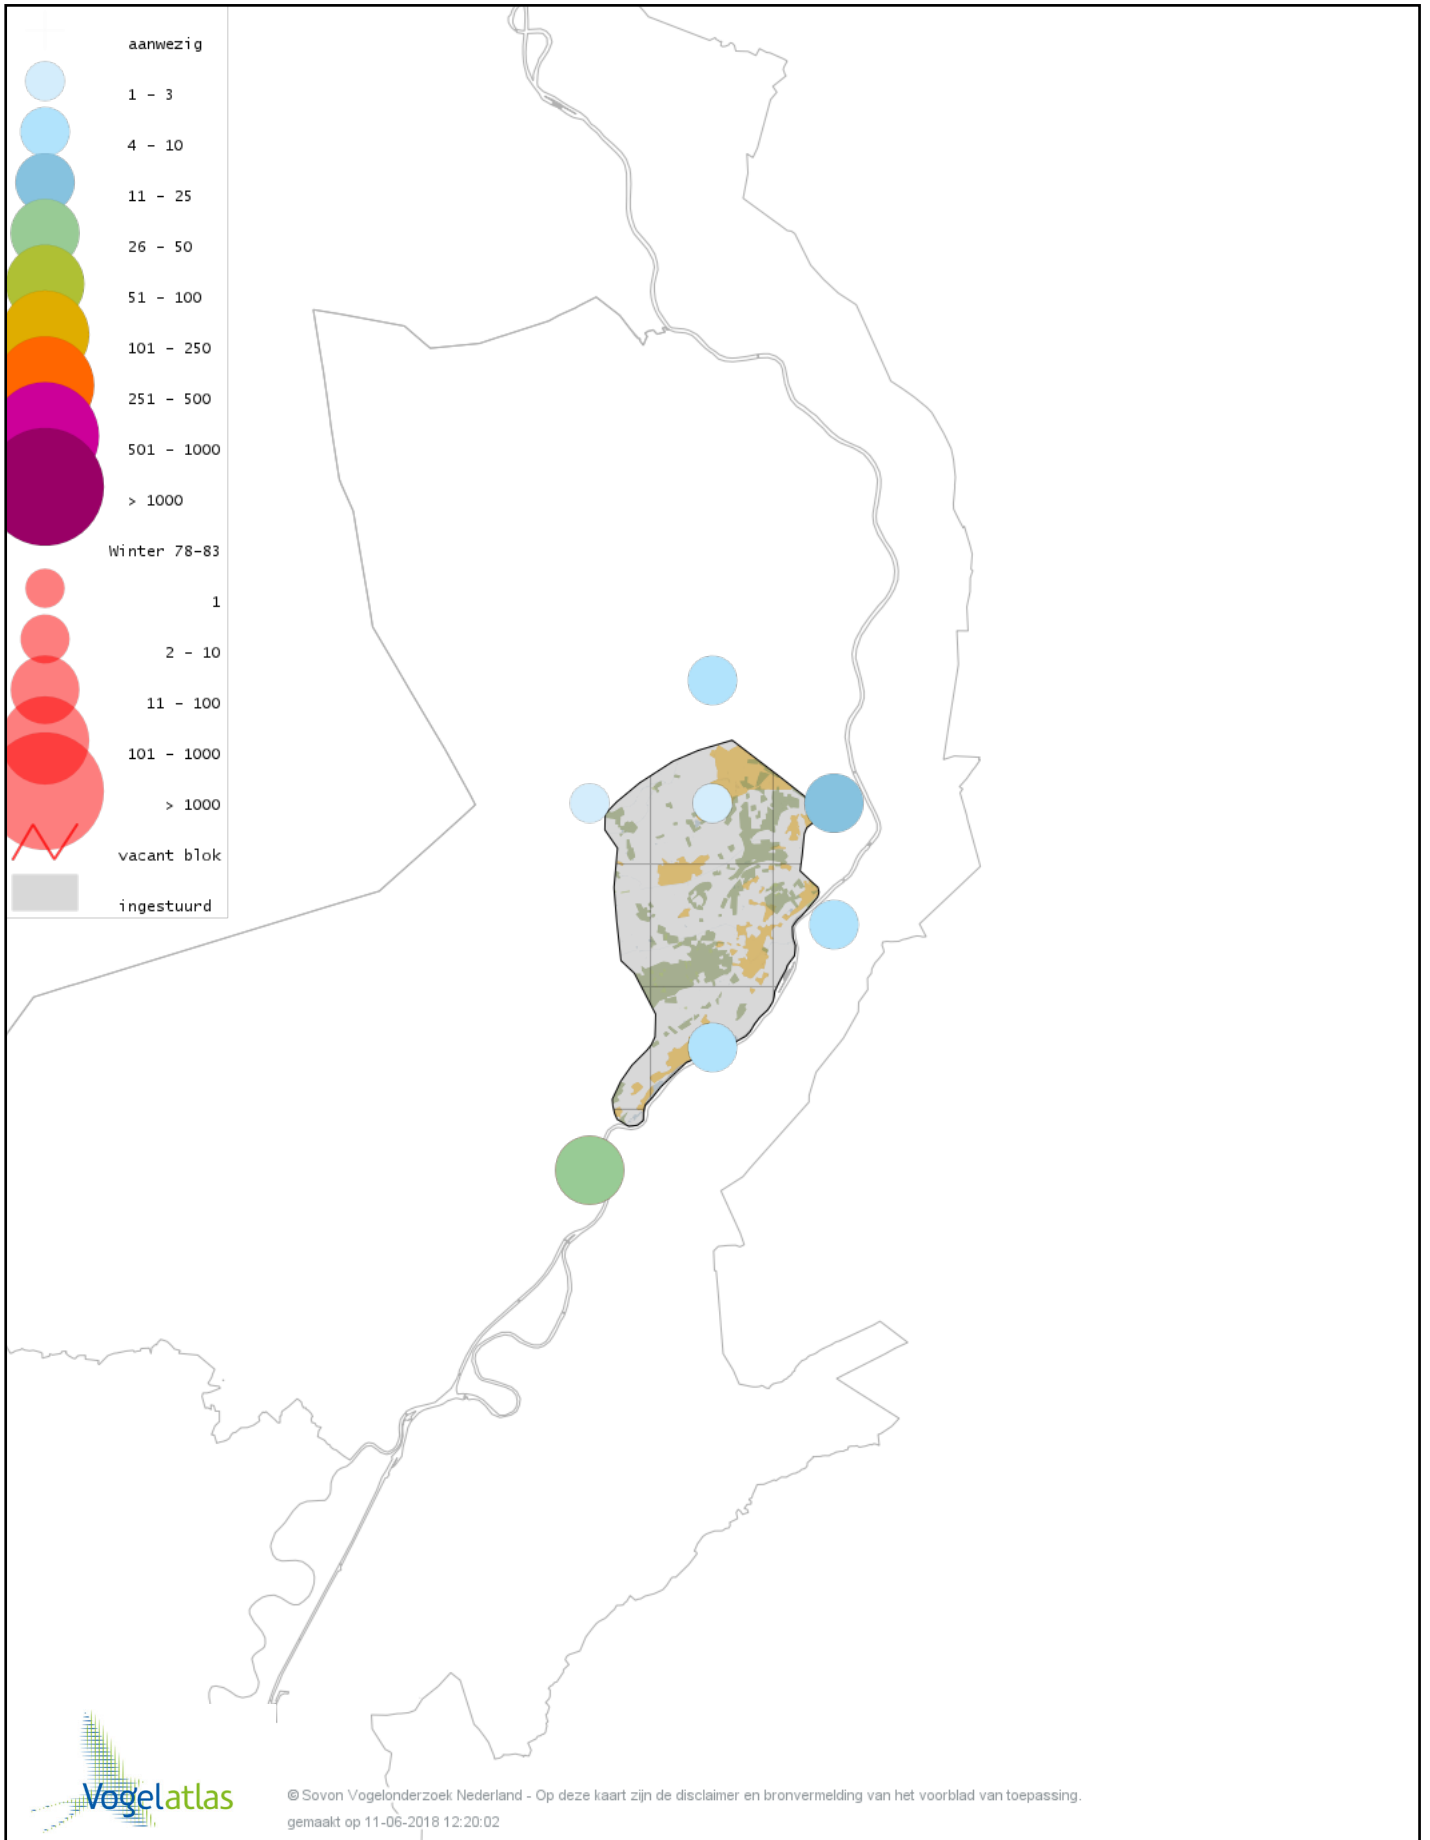 aanwezig
1 - 3
4 - 10
11 - 25
26 - 50
51 - 100
101 - 250
251 - 500
501 - 1000
> 1000
Winter 78-83
1
2 - 10
11 - 100
101 - 1000
> 1000
vacant blok
ingestuurd
Vogelatlas
© Sovon Vogelonderzoek Nederland - Op deze kaart zijn de disclaimer en bronvermelding van het voorblad van toepassing.
gemaakt op 11-06-2018 12:20:02